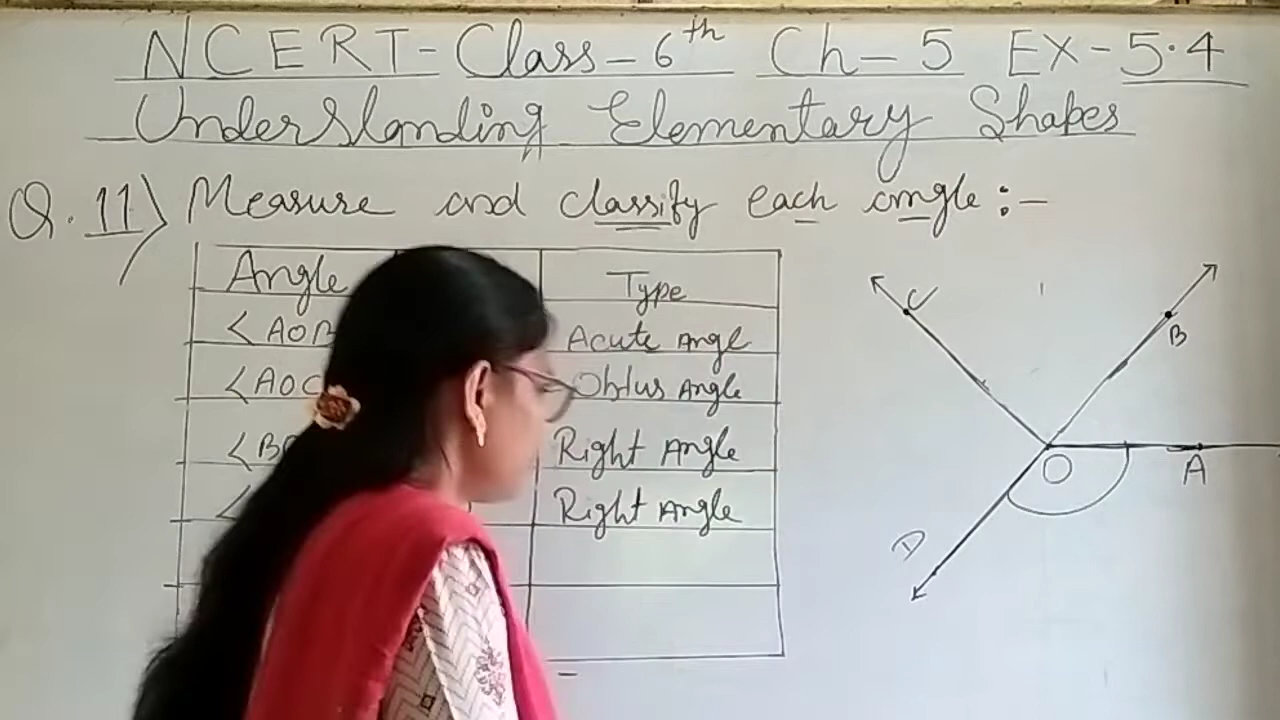 NCERT - Class - 6th Ch - 5 EX - 5.4
Understanding Elementary Shapes
Q. 11) Measure and classify each angle :-
Angle Type
<AOB Acute Angl
<AOC Obtus Angle
<B Right Angle
< Right Angle
C
B
O
A
D